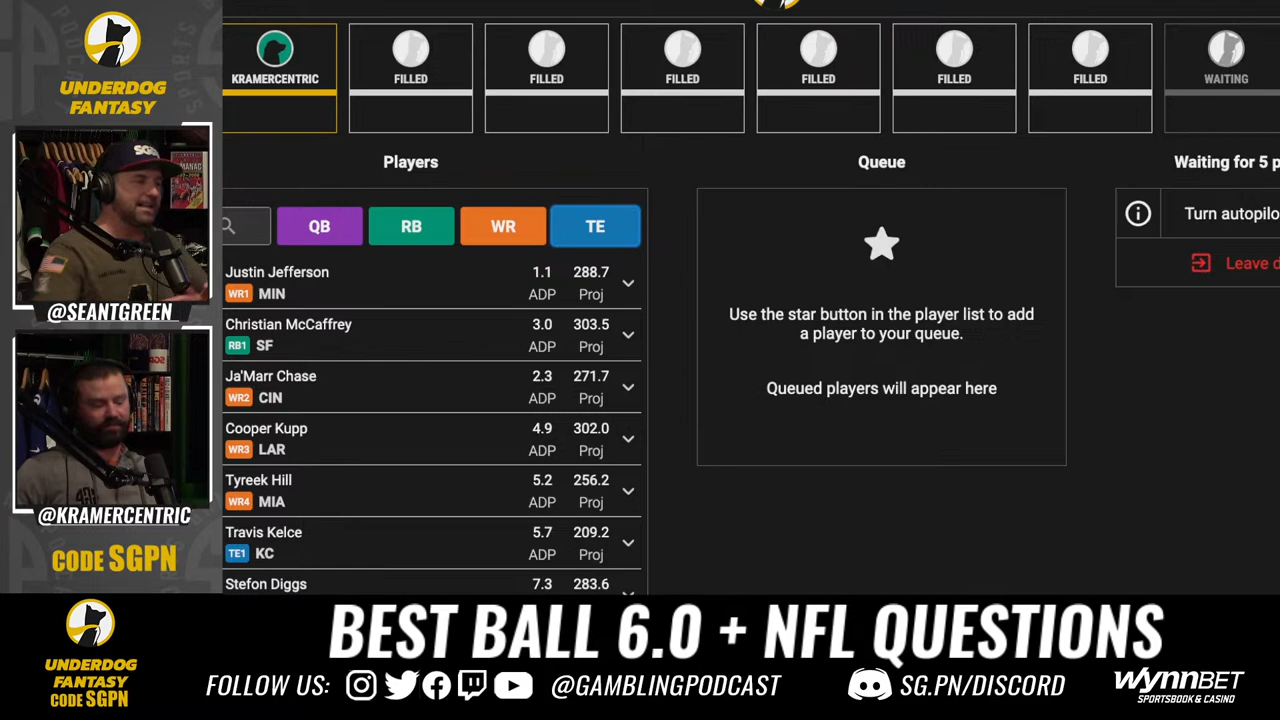 UNDERDOG
FANTASY
@SEANTGREEN
@KRAMERCENTRIC
CODE SGPN
KRAMERCENTRIC
FILLED
FILLED
FILLED
FILLED
FILLED
FILLED
WAITING
Players
QB
RB
WR
TE
Justin Jefferson 1.1 288.7
WR1 MIN ADP Proj
Christian McCaffrey 3.0 303.5
RB1 SF ADP Proj
Ja'Marr Chase 2.3 271.7
WR2 CIN ADP Proj
Cooper Kupp 4.9 302.0
WR3 LAR ADP Proj
Tyreek Hill 5.2 256.2
WR4 MIA ADP Proj
Travis Kelce 5.7 209.2
TE1 KC ADP Proj
Stefon Diggs 7.3 283.6
Queue
Use the star button in the player list to add
a player to your queue.
Queued players will appear here
Waiting for 5 p
Turn autopilo
Leave d
UNDERDOG
FANTASY
CODE SGPN
BEST BALL 6.0 + NFL QUESTIONS
FOLLOW US: @GAMBLINGPODCAST
SG.PN/DISCORD
WYNNBET
SPORTSBOOK & CASINO